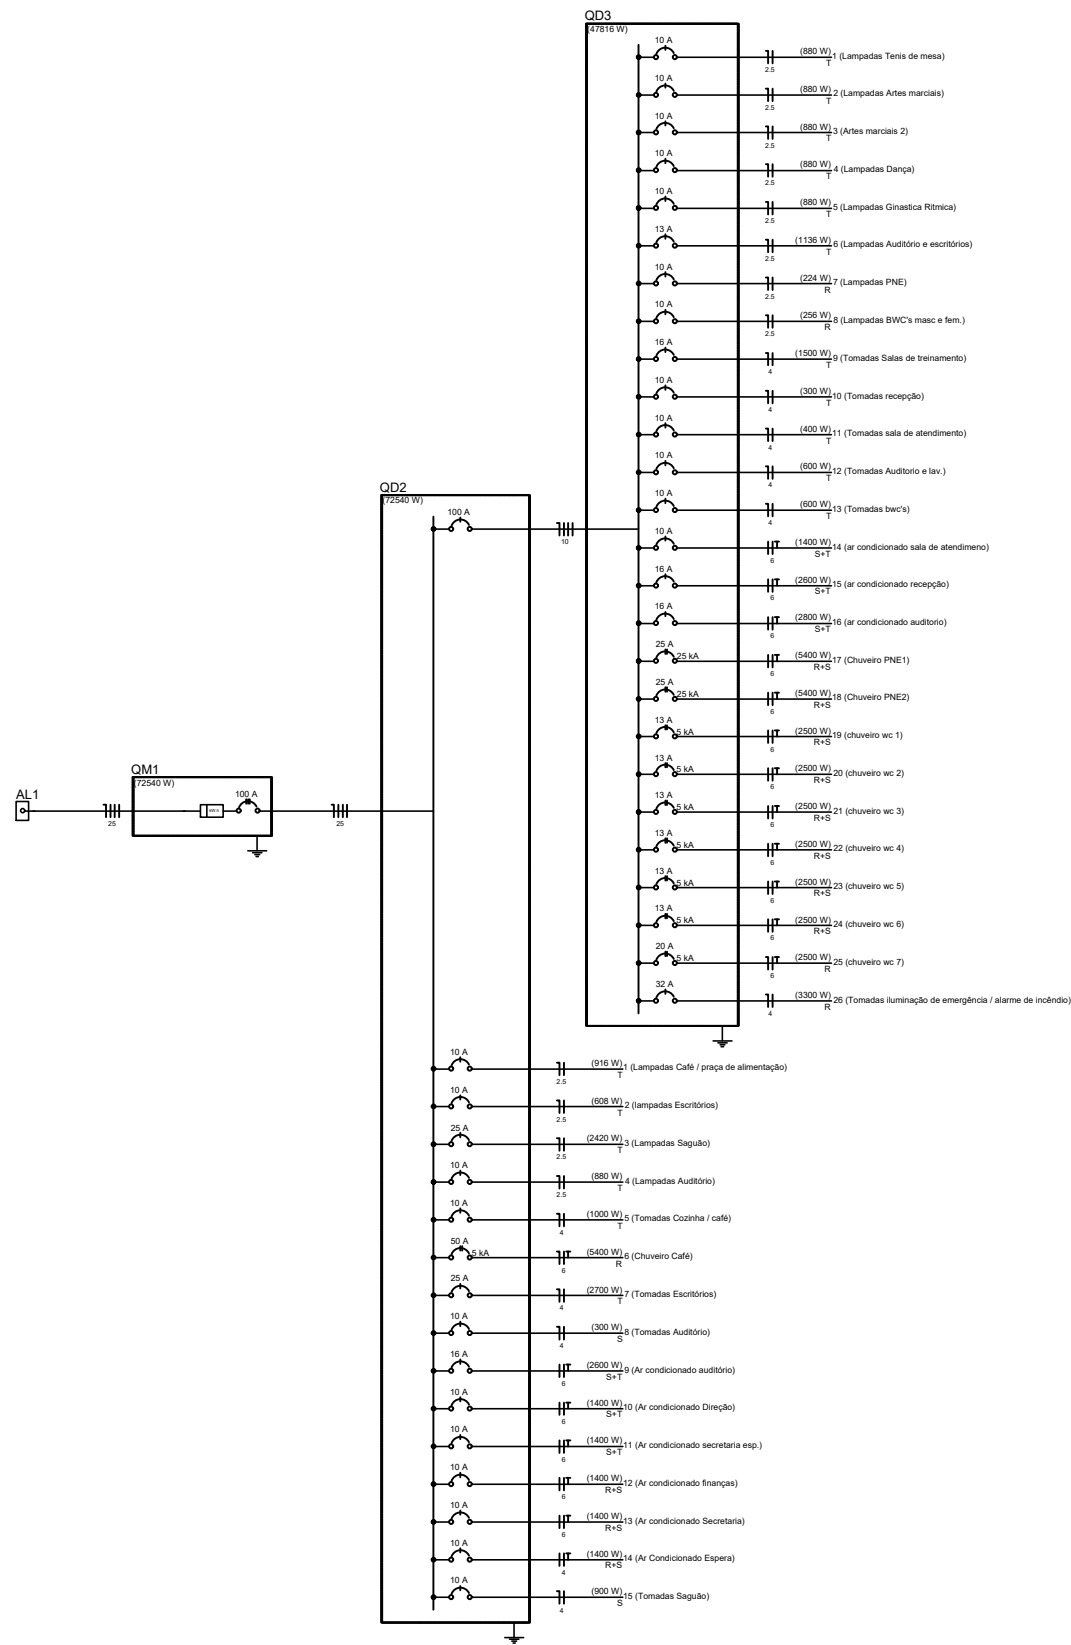 QD3
(47816 W)
10 A
2.5
(880 W)
T
1 (Lampadas Tenis de mesa)
10 A
2.5
(880 W)
T
2 (Lampadas Artes marciais)
10 A
2.5
(880 W)
T
3 (Artes marciais 2)
10 A
2.5
(880 W)
T
4 (Lampadas Dança)
10 A
2.5
(880 W)
T
5 (Lampadas Ginastica Ritmica)
13 A
2.5
(1136 W)
T
6 (Lampadas Auditório e escritórios)
10 A
2.5
(224 W)
R
7 (Lampadas PNE)
10 A
2.5
(256 W)
R
8 (Lampadas BWC's masc e fem.)
16 A
4
(1500 W)
T
9 (Tomadas Salas de treinamento)
10 A
4
(300 W)
T
10 (Tomadas recepção)
10 A
4
(400 W)
T
11 (Tomadas sala de atendimento)
10 A
4
(600 W)
T
12 (Tomadas Auditorio e lav.)
10 A
4
(600 W)
T
13 (Tomadas bwc's)
10 A
6
(1400 W)
S+T
14 (ar condicionado sala de atendimeno)
16 A
6
(2600 W)
S+T
15 (ar condicionado recepção)
16 A
6
(2800 W)
S+T
16 (ar condicionado auditorio)
25 A
25 kA
6
(5400 W)
R+S
17 (Chuveiro PNE1)
25 A
25 kA
6
(5400 W)
R+S
18 (Chuveiro PNE2)
13 A
5 kA
6
(2500 W)
R+S
19 (chuveiro wc 1)
13 A
5 kA
6
(2500 W)
R+S
20 (chuveiro wc 2)
13 A
5 kA
6
(2500 W)
R+S
21 (chuveiro wc 3)
13 A
5 kA
6
(2500 W)
R+S
22 (chuveiro wc 4)
13 A
5 kA
6
(2500 W)
R+S
23 (chuveiro wc 5)
13 A
5 kA
6
(2500 W)
R+S
24 (chuveiro wc 6)
20 A
5 kA
6
(2500 W)
R
25 (chuveiro wc 7)
32 A
4
(3300 W)
R
26 (Tomadas iluminação de emergência / alarme de incêndio)
QD2
(72540 W)
100 A
10
AL1
25
QM1
(72540 W)
100 A
25
10 A
2.5
(916 W)
T
1 (Lampadas Café / praça de alimentação)
10 A
2.5
(608 W)
T
2 (lampadas Escritórios)
25 A
2.5
(2420 W)
T
3 (Lampadas Saguão)
10 A
2.5
(880 W)
T
4 (Lampadas Auditório)
10 A
4
(1000 W)
T
5 (Tomadas Cozinha / café)
50 A
5 kA
6
(5400 W)
R
6 (Chuveiro Café)
25 A
4
(2700 W)
T
7 (Tomadas Escritórios)
10 A
4
(300 W)
S
8 (Tomadas Auditório)
16 A
6
(2600 W)
S+T
9 (Ar condicionado auditório)
10 A
6
(1400 W)
S+T
10 (Ar condicionado Direção)
10 A
6
(1400 W)
S+T
11 (Ar condicionado secretaria esp.)
10 A
6
(1400 W)
R+S
12 (Ar condicionado finanças)
10 A
6
(1400 W)
R+S
13 (Ar condicionado Secretaria)
10 A
4
(1400 W)
R+S
14 (Ar Condicionado Espera)
10 A
4
(900 W)
S
15 (Tomadas Saguão)